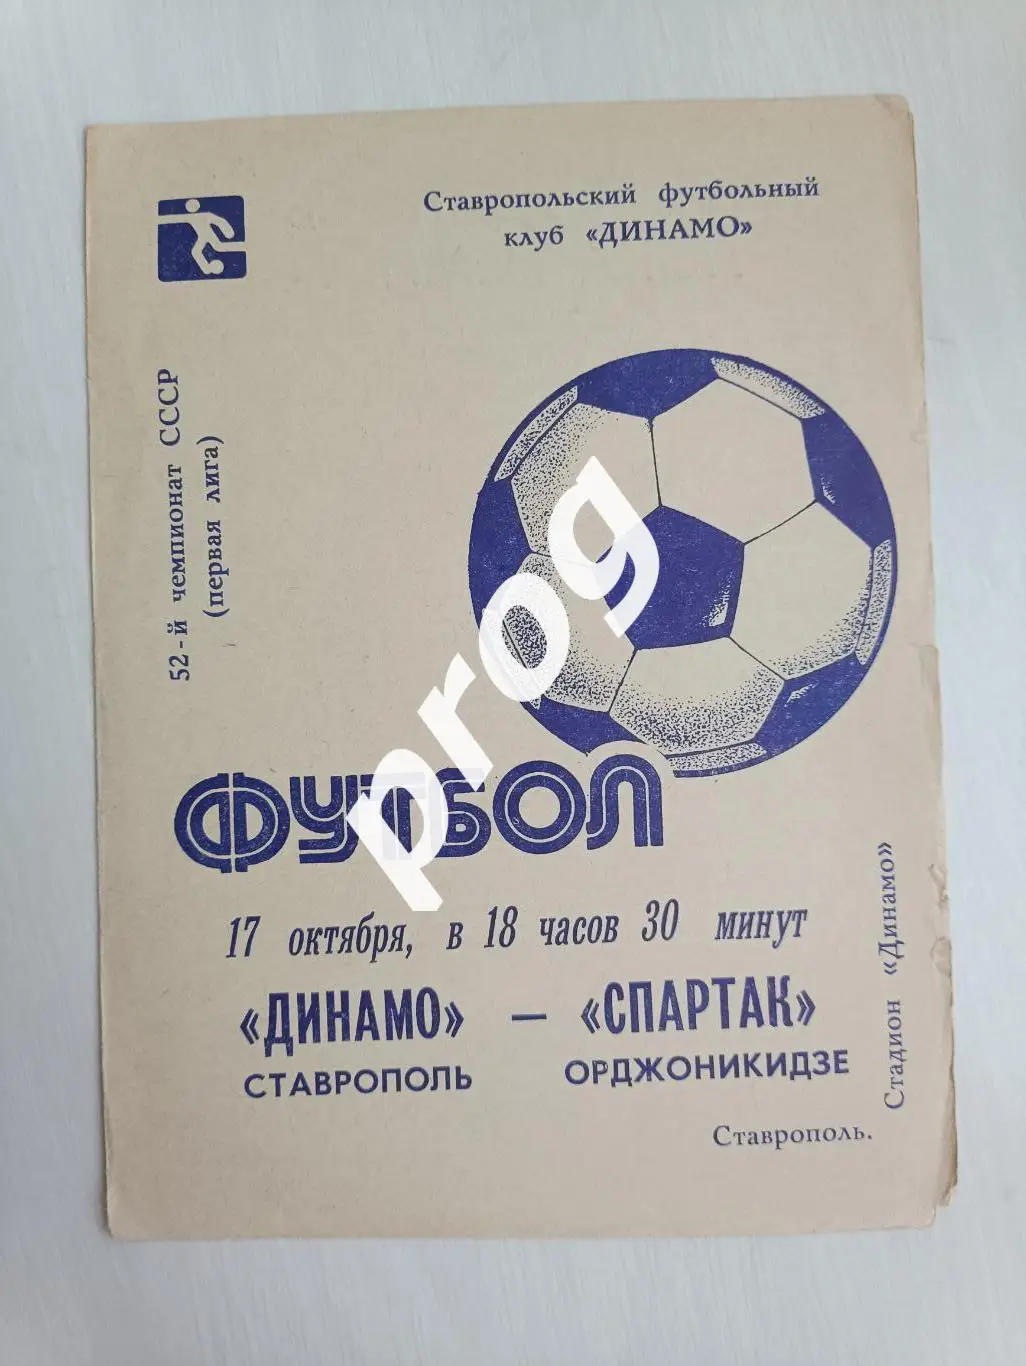 Ставропольский футбольный
клуб «ДИНАМО»
52-й чемпионат СССР
(первая лига)
ФУТБОЛ
prog
17 октября, в 18 часов 30 минут
«ДИНАМО» — «СПАРТАК»
СТАВРОПОЛЬ ОРДЖОНИКИДЗЕ
Ставрополь.
Стадион «Динамо»